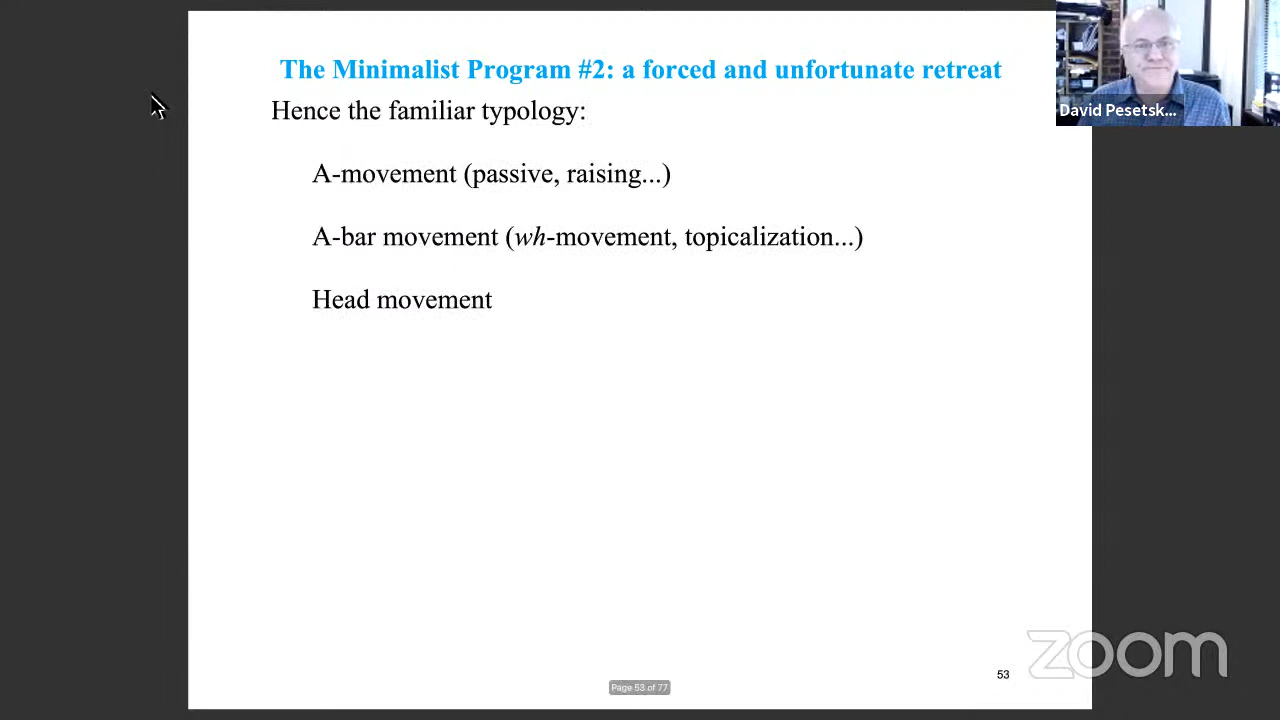 The Minimalist Program #2: a forced and unfortunate retreat
David Pesetsk...
Hence the familiar typology:
A-movement (passive, raising...)
A-bar movement (wh-movement, topicalization...)
Head movement
zoom
53
Page 53 of 77